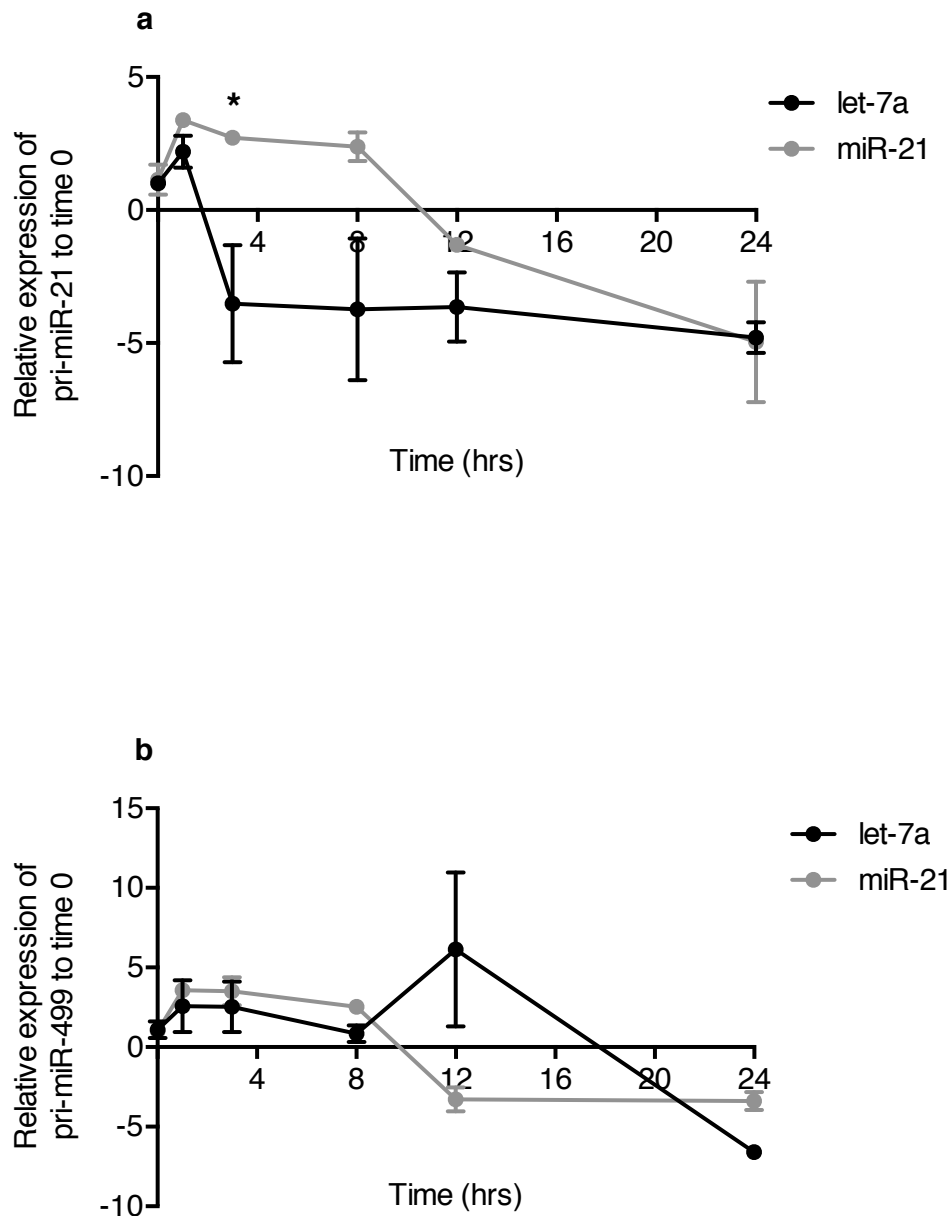 a
5
0
-5
-10
Relative expression of
pri-miR-21 to time 0
*
let-7a
miR-21
4 8 12 16 20 24
Time (hrs)
b
15
10
5
0
-5
-10
Relative expression of
pri-miR-499 to time 0
let-7a
miR-21
4 8 12 16 20 24
Time (hrs)